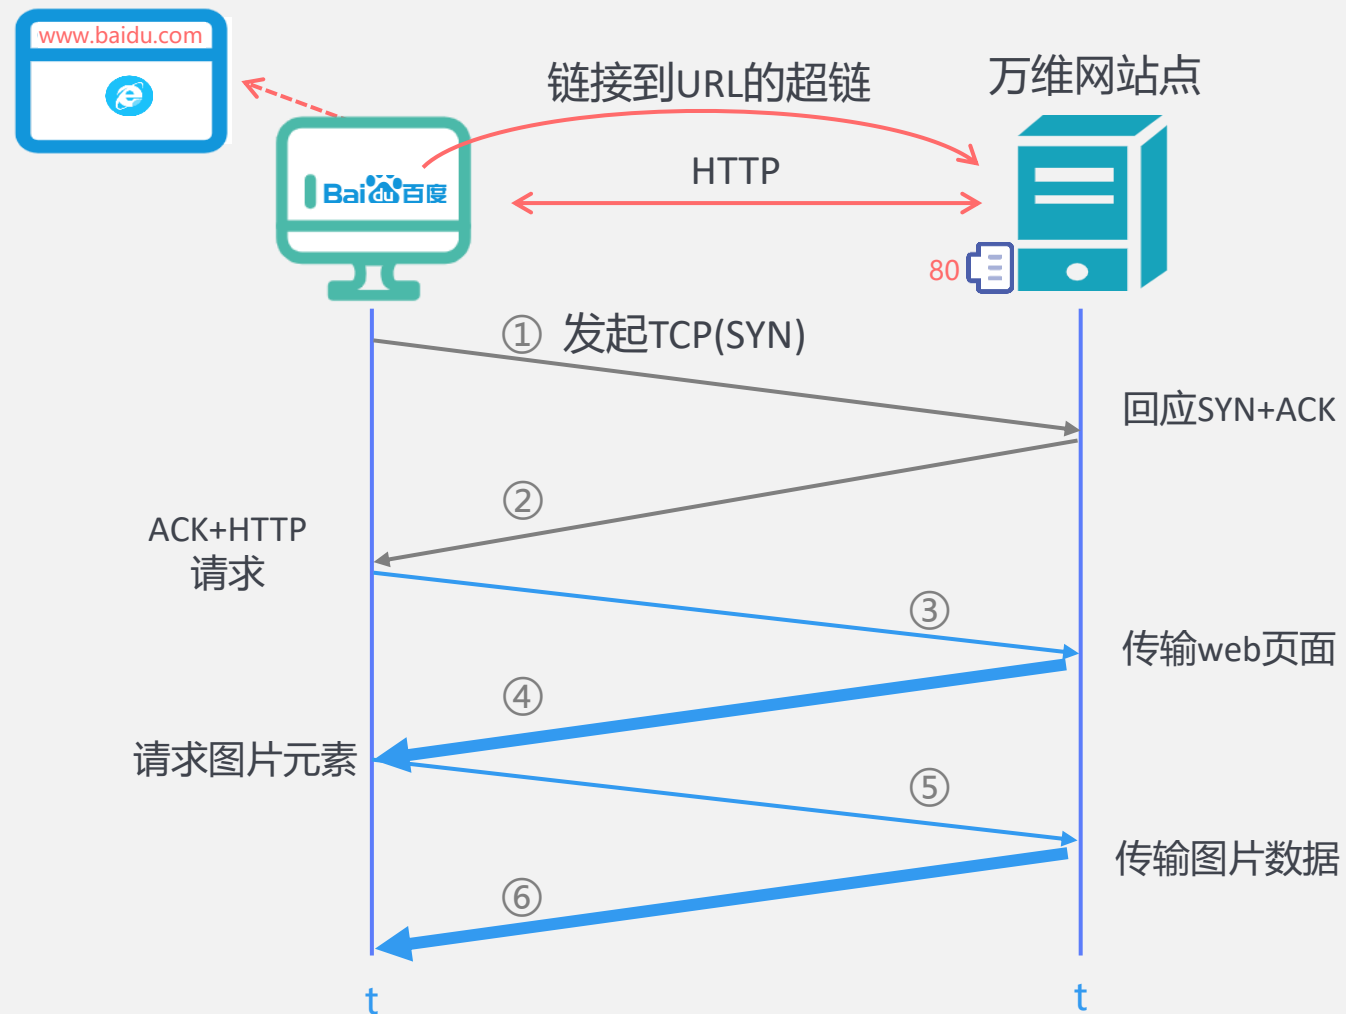 www.baidu.com
链接到URL的超链
万维网站点
HTTP
Bai du 百度
80
① 发起TCP(SYN)
回应SYN+ACK
②
ACK+HTTP
请求
③
传输web页面
④
请求图片元素
⑤
传输图片数据
⑥
t
t